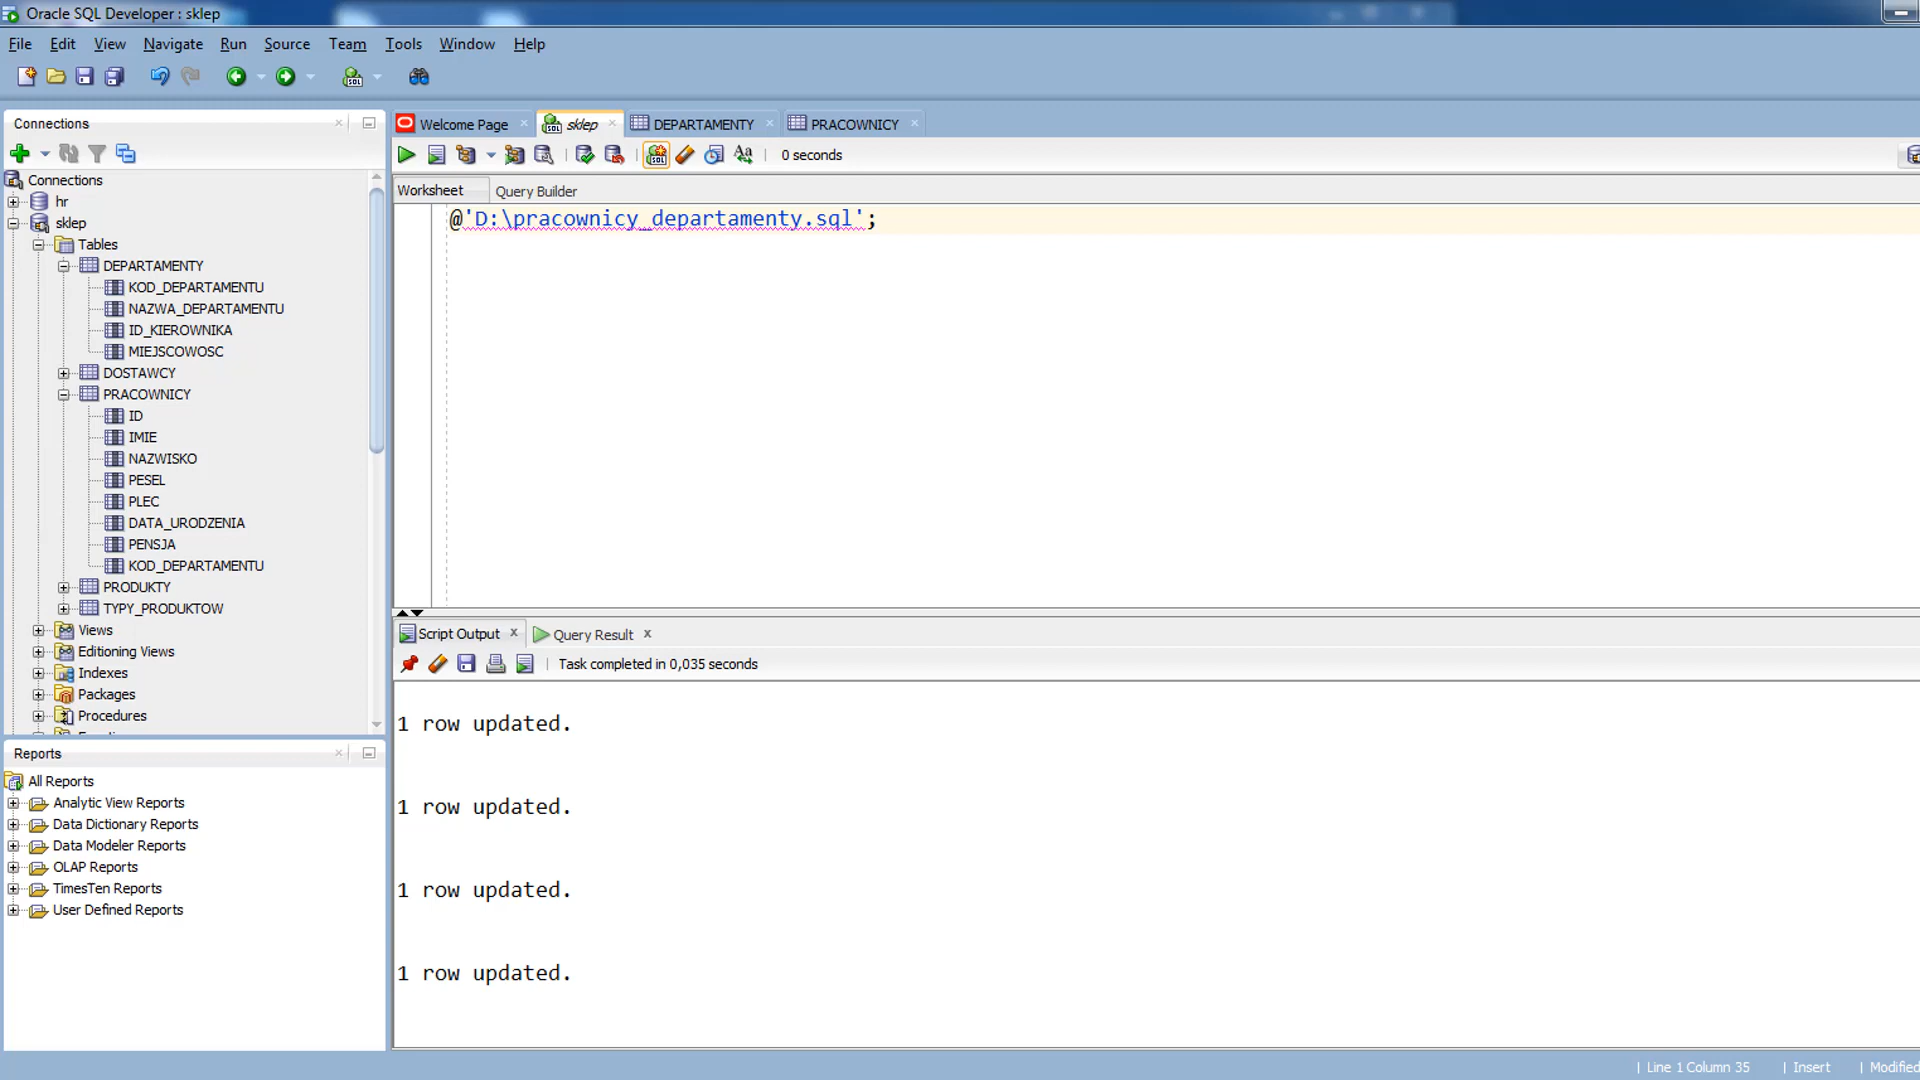 Oracle SQL Developer : sklep
File Edit View Navigate Run Source Team Tools Window Help
Connections
Connections
hr
sklep
Tables
DEPARTAMENTY
KOD_DEPARTAMENTU
NAZWA_DEPARTAMENTU
ID_KIEROWNIKA
MIEJSCOWOSC
DOSTAWCY
PRACOWNICY
ID
IMIE
NAZWISKO
PESEL
PLEC
DATA_URODZENIA
PENSJA
KOD_DEPARTAMENTU
PRODUKTY
TYPY_PRODUKTOW
Views
Editioning Views
Indexes
Packages
Procedures
Reports
All Reports
Analytic View Reports
Data Dictionary Reports
Data Modeler Reports
OLAP Reports
TimesTen Reports
User Defined Reports
Welcome Page sklep DEPARTAMENTY PRACOWNICY
0 seconds
Worksheet Query Builder
@'D:\pracownicy_departamenty.sql';
Script Output Query Result
Task completed in 0,035 seconds
1 row updated.
1 row updated.
1 row updated.
1 row updated.
Line 1 Column 35 Insert Modified